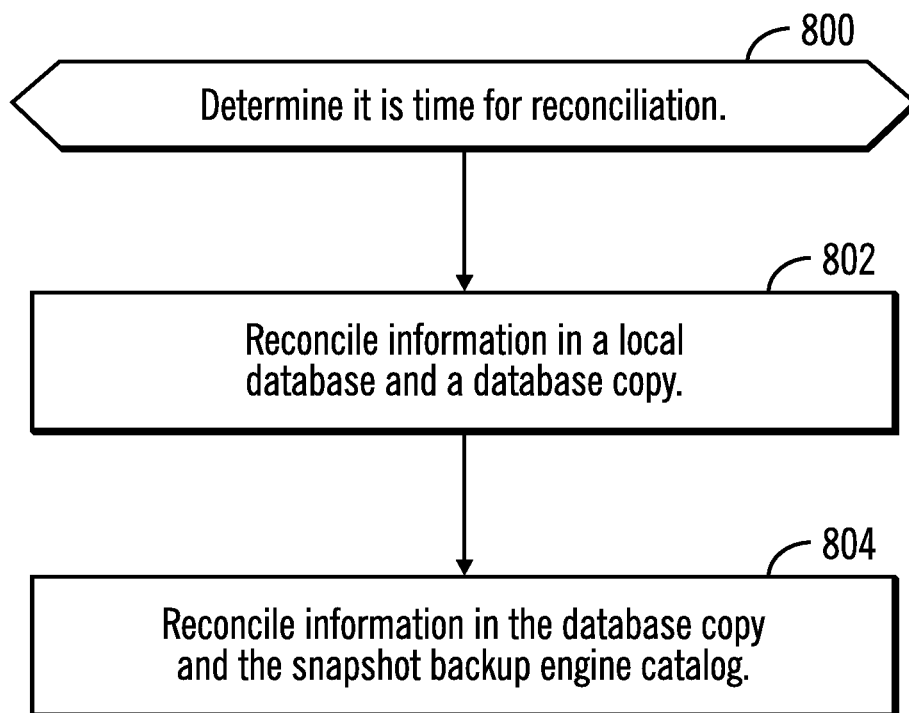 800
Determine it is time for reconciliation.
802
Reconcile information in a local
database and a database copy.
804
Reconcile information in the database copy
and the snapshot backup engine catalog.